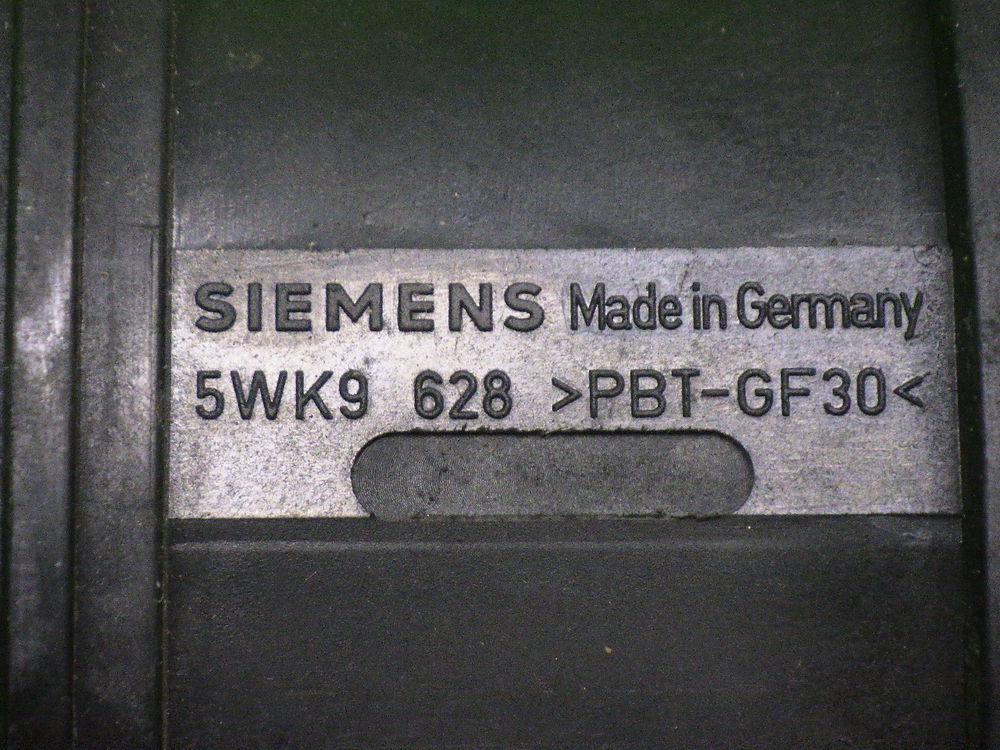 SIEMENS Made in Germany
5WK9 628 >PBT-GF30<